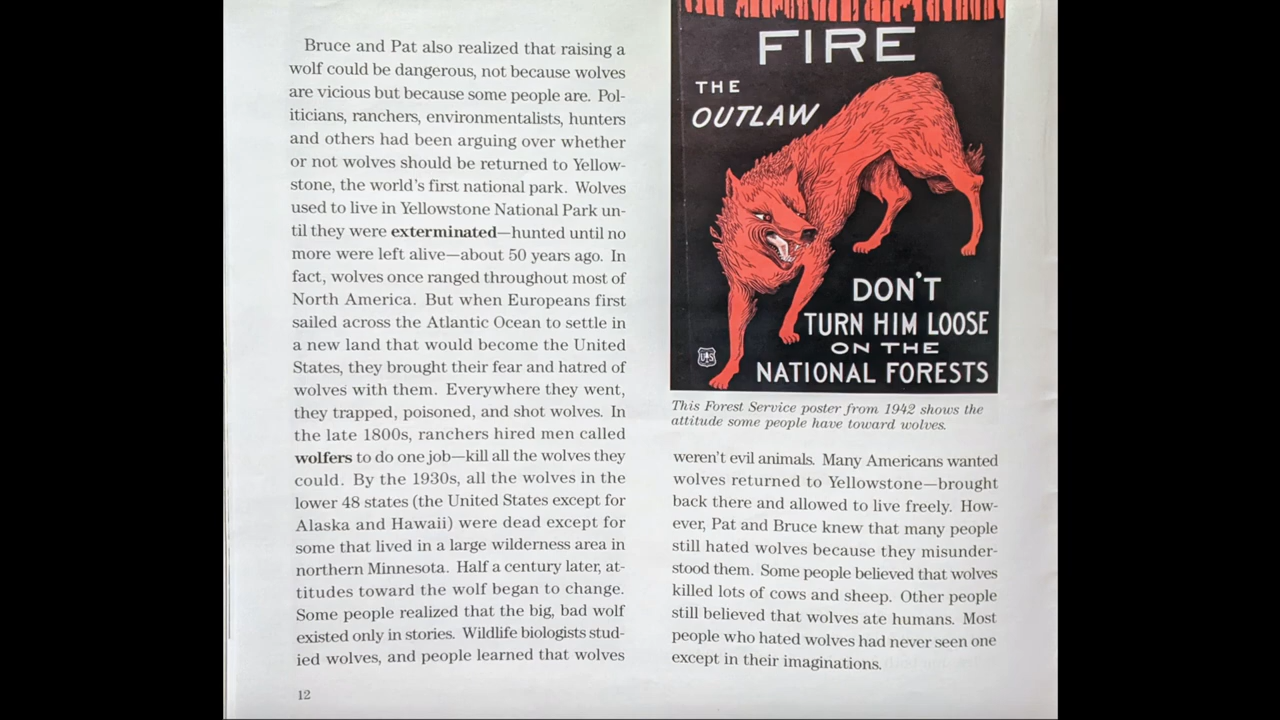 Bruce and Pat also realized that raising a
wolf could be dangerous, not because wolves
are vicious but because some people are. Pol-
iticians, ranchers, environmentalists, hunters
and others had been arguing over whether
or not wolves should be returned to Yellow-
stone, the world's first national park. Wolves
used to live in Yellowstone National Park un-
til they were exterminated—hunted until no
more were left alive—about 50 years ago. In
fact, wolves once ranged throughout most of
North America. But when Europeans first
sailed across the Atlantic Ocean to settle in
a new land that would become the United
States, they brought their fear and hatred of
wolves with them. Everywhere they went,
they trapped, poisoned, and shot wolves. In
the late 1800s, ranchers hired men called
wolfers to do one job—kill all the wolves they
could. By the 1930s, all the wolves in the
lower 48 states (the United States except for
Alaska and Hawaii) were dead except for
some that lived in a large wilderness area in
northern Minnesota. Half a century later, at-
titudes toward the wolf began to change.
Some people realized that the big, bad wolf
existed only in stories. Wildlife biologists stud-
ied wolves, and people learned that wolves
12
FIRE
THE
OUTLAW
DON'T
TURN HIM LOOSE
ON THE
NATIONAL FORESTS
US
This Forest Service poster from 1942 shows the
attitude some people have toward wolves.
weren't evil animals. Many Americans wanted
wolves returned to Yellowstone—brought
back there and allowed to live freely. How-
ever, Pat and Bruce knew that many people
still hated wolves because they misunder-
stood them. Some people believed that wolves
killed lots of cows and sheep. Other people
still believed that wolves ate humans. Most
people who hated wolves had never seen one
except in their imaginations.